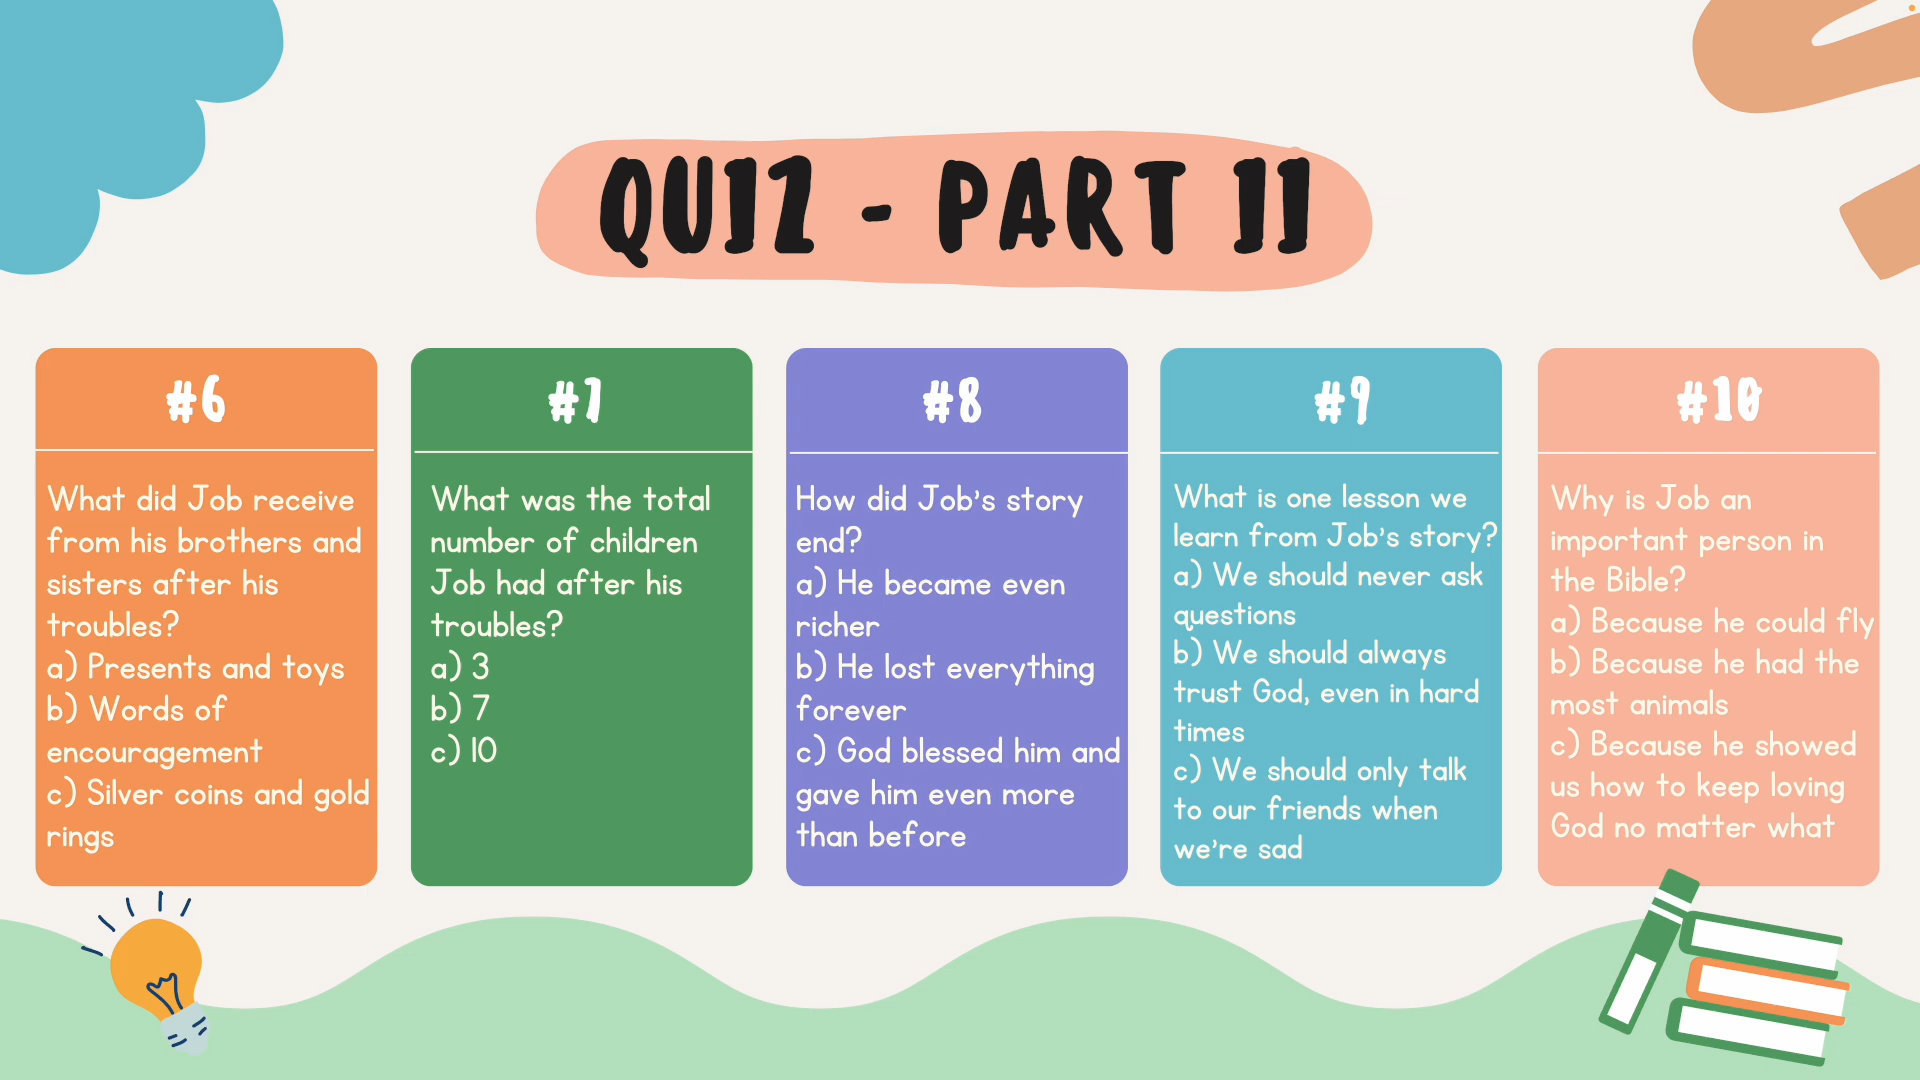 QUIZ - PART II
#6
What did Job receive
from his brothers and
sisters after his
troubles?
a) Presents and toys
b) Words of
encouragement
c) Silver coins and gold
rings
#7
What was the total
number of children
Job had after his
troubles?
a) 3
b) 7
c) 10
#8
How did Job's story
end?
a) He became even
richer
b) He lost everything
forever
c) God blessed him and
gave him even more
than before
#9
What is one lesson we
learn from Job's story?
a) We should never ask
questions
b) We should always
trust God, even in hard
times
c) We should only talk
to our friends when
we're sad
#10
Why is Job an
important person in
the Bible?
a) Because he could fly
b) Because he had the
most animals
c) Because he showed
us how to keep loving
God no matter what